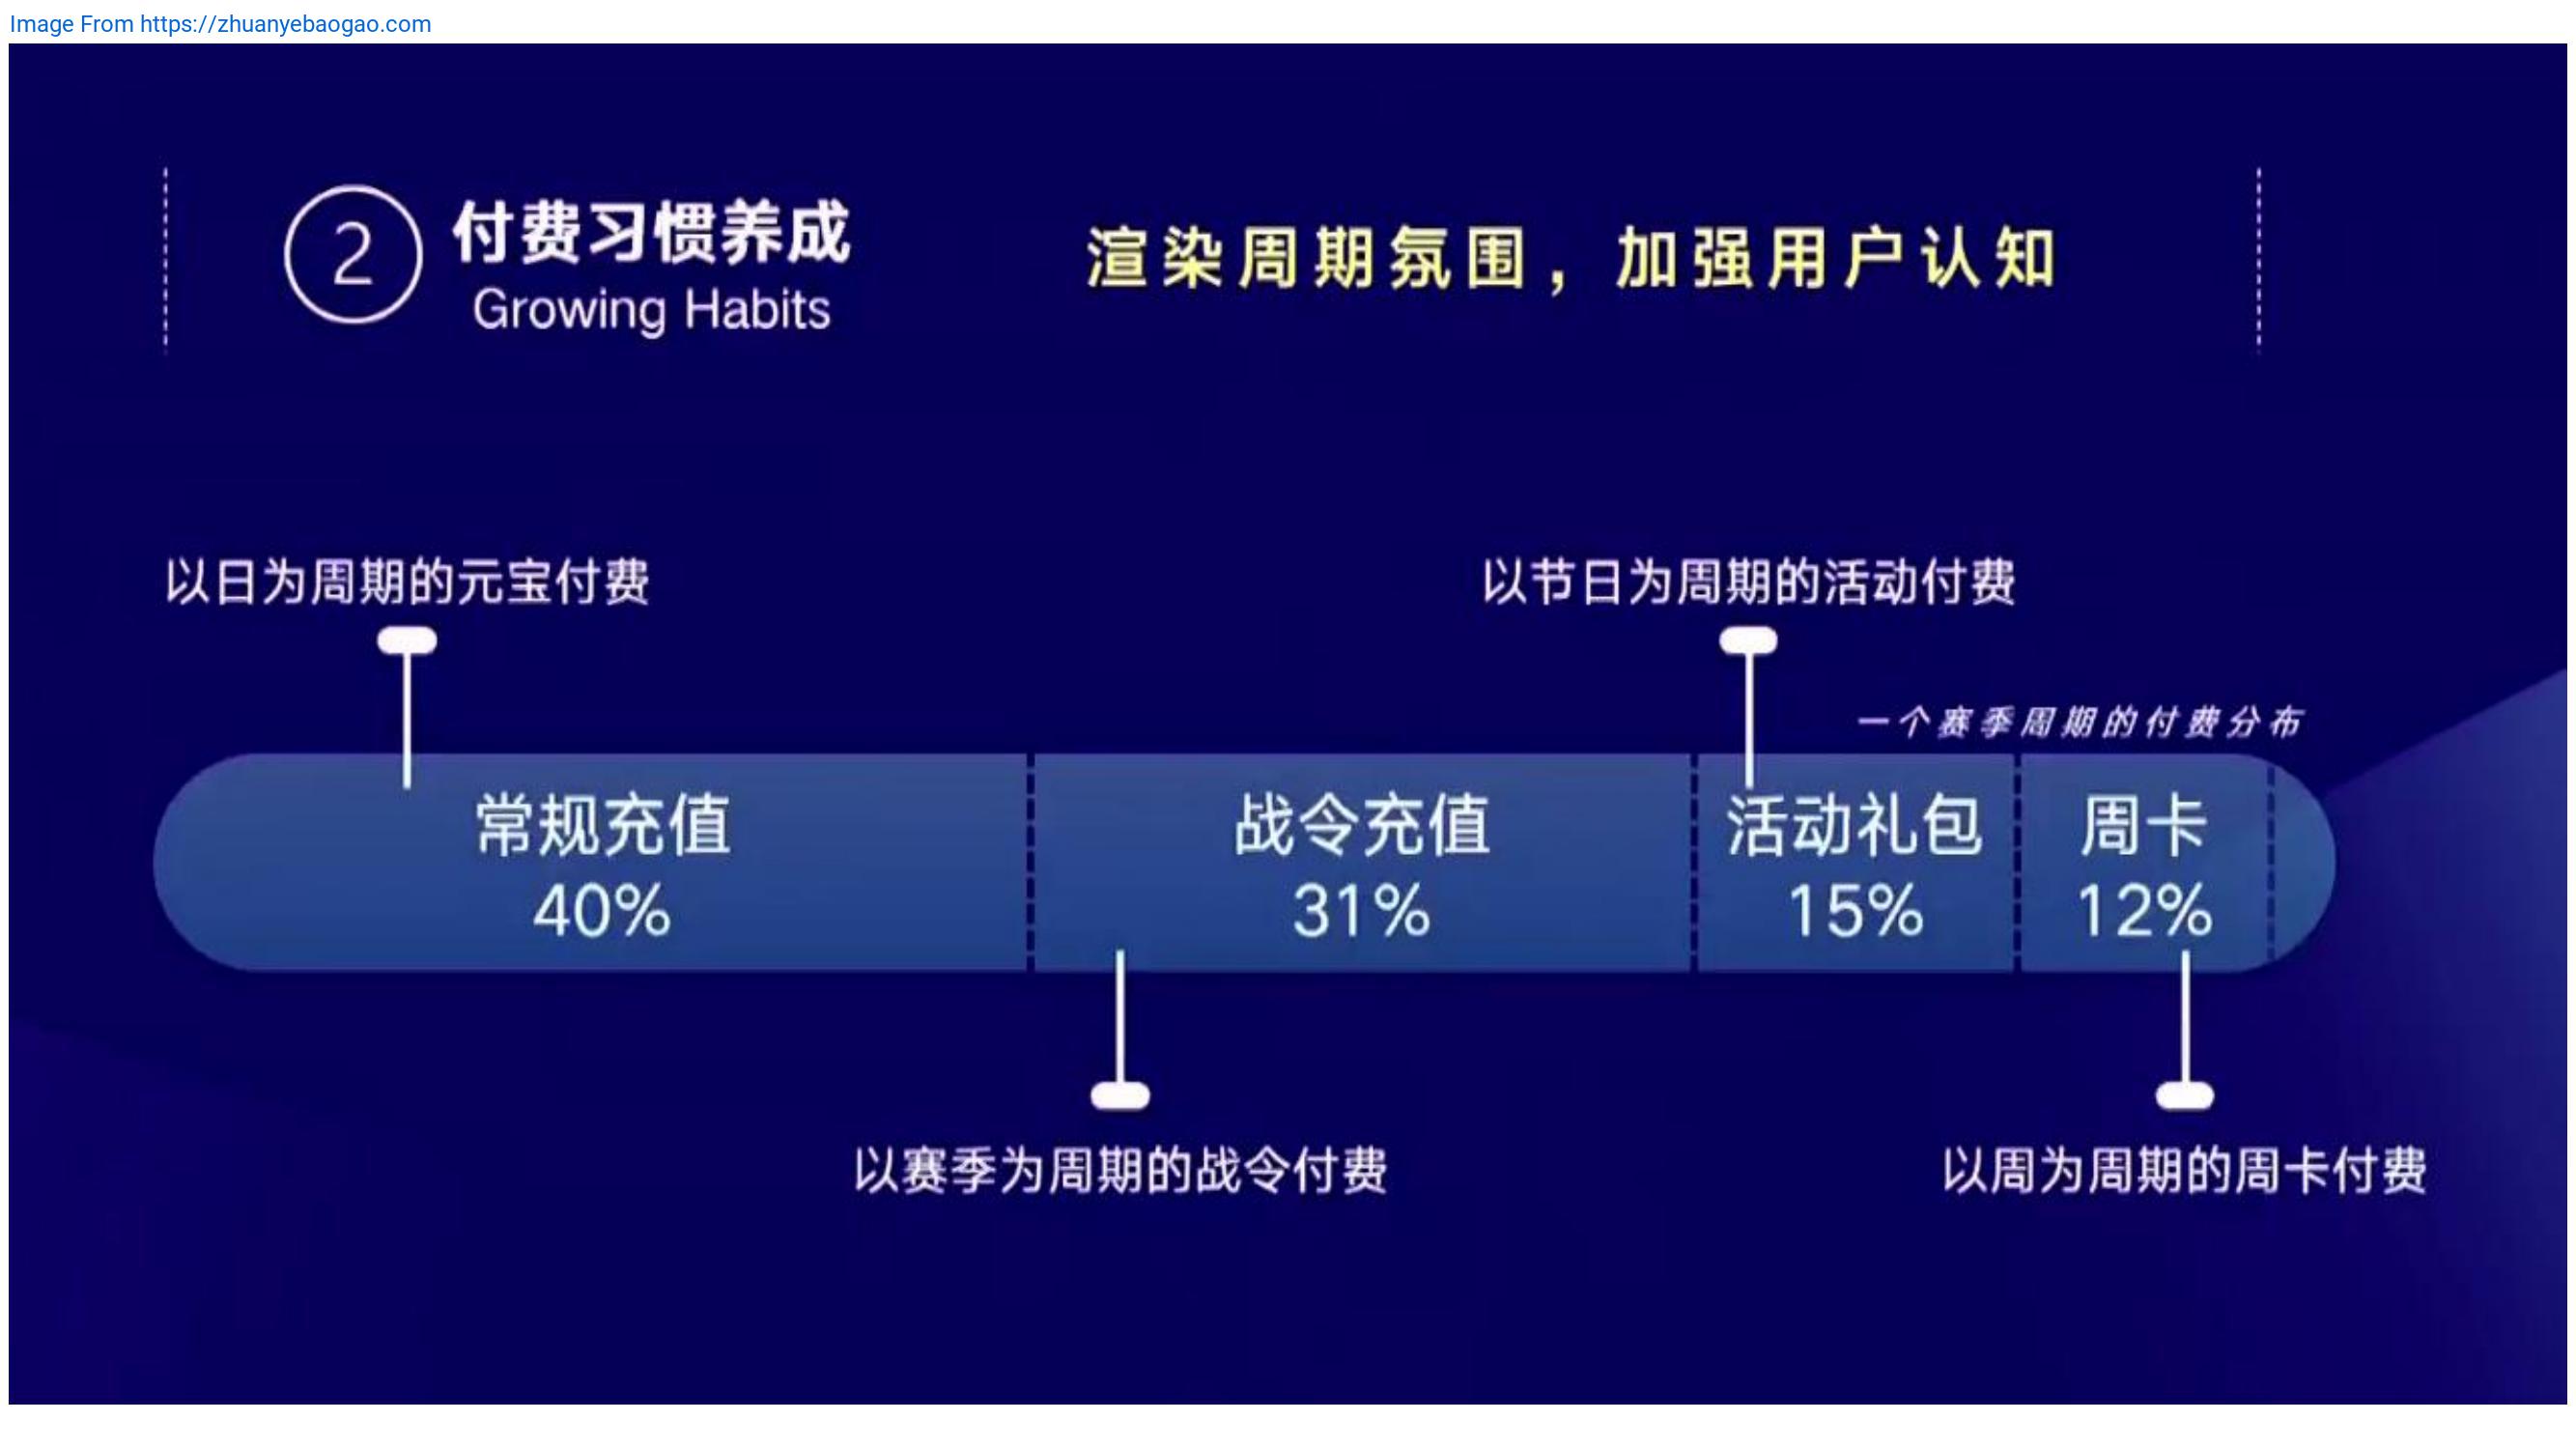 Image From https://zhuanyebaogao.com
2
付费习惯养成
Growing Habits
渲染周期氛围，加强用户认知
以日为周期的元宝付费
以节日为周期的活动付费
一个赛季周期的付费分布
常规充值
40%
战令充值
31%
活动礼包
15%
周卡
12%
以赛季为周期的战令付费
以周为周期的周卡付费